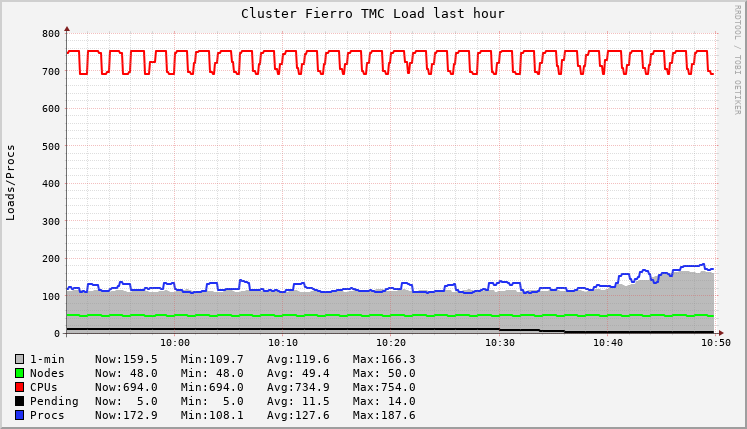 Cluster Fierro TMC Load last hour
RRDTOOL / TOBI OETIKER
Loads/Procs
800
700
600
500
400
300
200
100
0
10:00 10:10 10:20 10:30 10:40 10:50
1-min Now:159.5 Min:109.7 Avg:119.6 Max:166.3
Nodes Now: 48.0 Min: 48.0 Avg: 49.4 Max: 50.0
CPUs Now:694.0 Min:694.0 Avg:734.9 Max:754.0
Pending Now: 5.0 Min: 5.0 Avg: 11.5 Max: 14.0
Procs Now:172.9 Min:108.1 Avg:127.6 Max:187.6